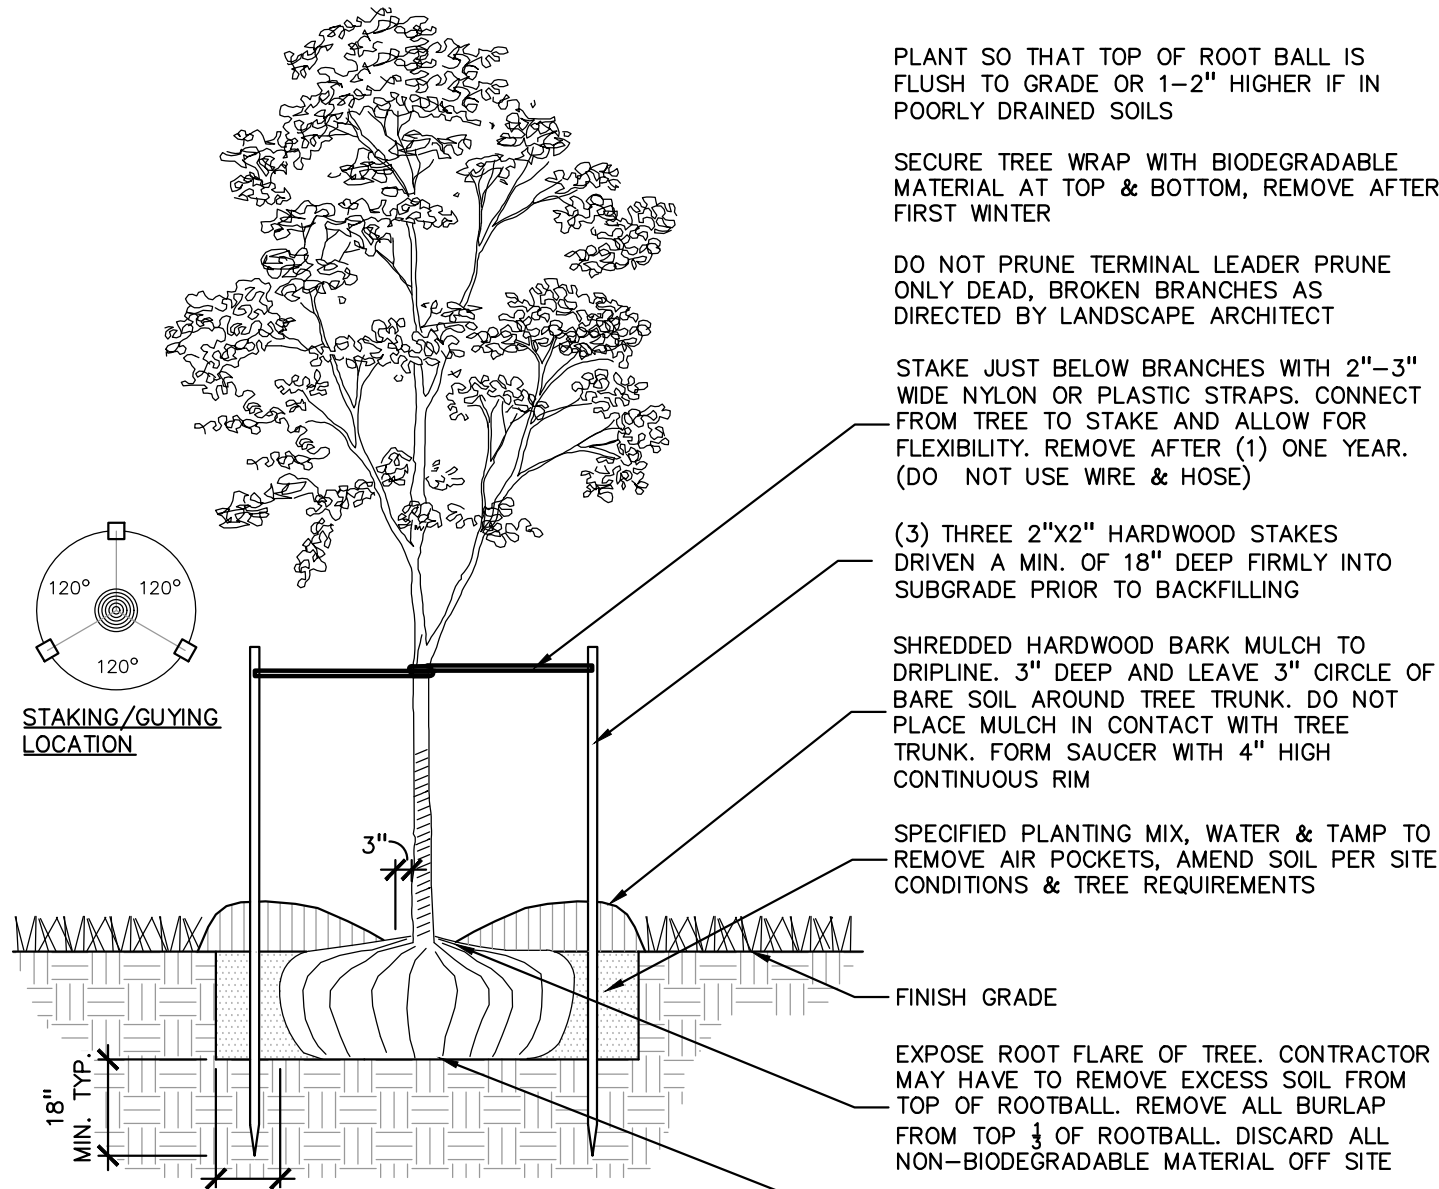 PLANT SO THAT TOP OF ROOT BALL IS
FLUSH TO GRADE OR 1-2" HIGHER IF IN
POORLY DRAINED SOILS
SECURE TREE WRAP WITH BIODEGRADABLE
MATERIAL AT TOP & BOTTOM, REMOVE AFTER
FIRST WINTER
DO NOT PRUNE TERMINAL LEADER PRUNE
ONLY DEAD, BROKEN BRANCHES AS
DIRECTED BY LANDSCAPE ARCHITECT
STAKE JUST BELOW BRANCHES WITH 2"-3"
WIDE NYLON OR PLASTIC STRAPS. CONNECT
FROM TREE TO STAKE AND ALLOW FOR
FLEXIBILITY. REMOVE AFTER (1) ONE YEAR.
(DO NOT USE WIRE & HOSE)
(3) THREE 2"X2" HARDWOOD STAKES
DRIVEN A MIN. OF 18" DEEP FIRMLY INTO
SUBGRADE PRIOR TO BACKFILLING
SHREDDED HARDWOOD BARK MULCH TO
DRIPLINE. 3" DEEP AND LEAVE 3" CIRCLE OF
BARE SOIL AROUND TREE TRUNK. DO NOT
PLACE MULCH IN CONTACT WITH TREE
TRUNK. FORM SAUCER WITH 4" HIGH
CONTINUOUS RIM
SPECIFIED PLANTING MIX, WATER & TAMP TO
REMOVE AIR POCKETS, AMEND SOIL PER SITE
CONDITIONS & TREE REQUIREMENTS
FINISH GRADE
EXPOSE ROOT FLARE OF TREE. CONTRACTOR
MAY HAVE TO REMOVE EXCESS SOIL FROM
TOP OF ROOTBALL. REMOVE ALL BURLAP
FROM TOP 1/3 OF ROOTBALL. DISCARD ALL
NON-BIODEGRADABLE MATERIAL OFF SITE
120° 120°
120°
STAKING/GUYING
LOCATION
3"
18"
MIN. TYP.